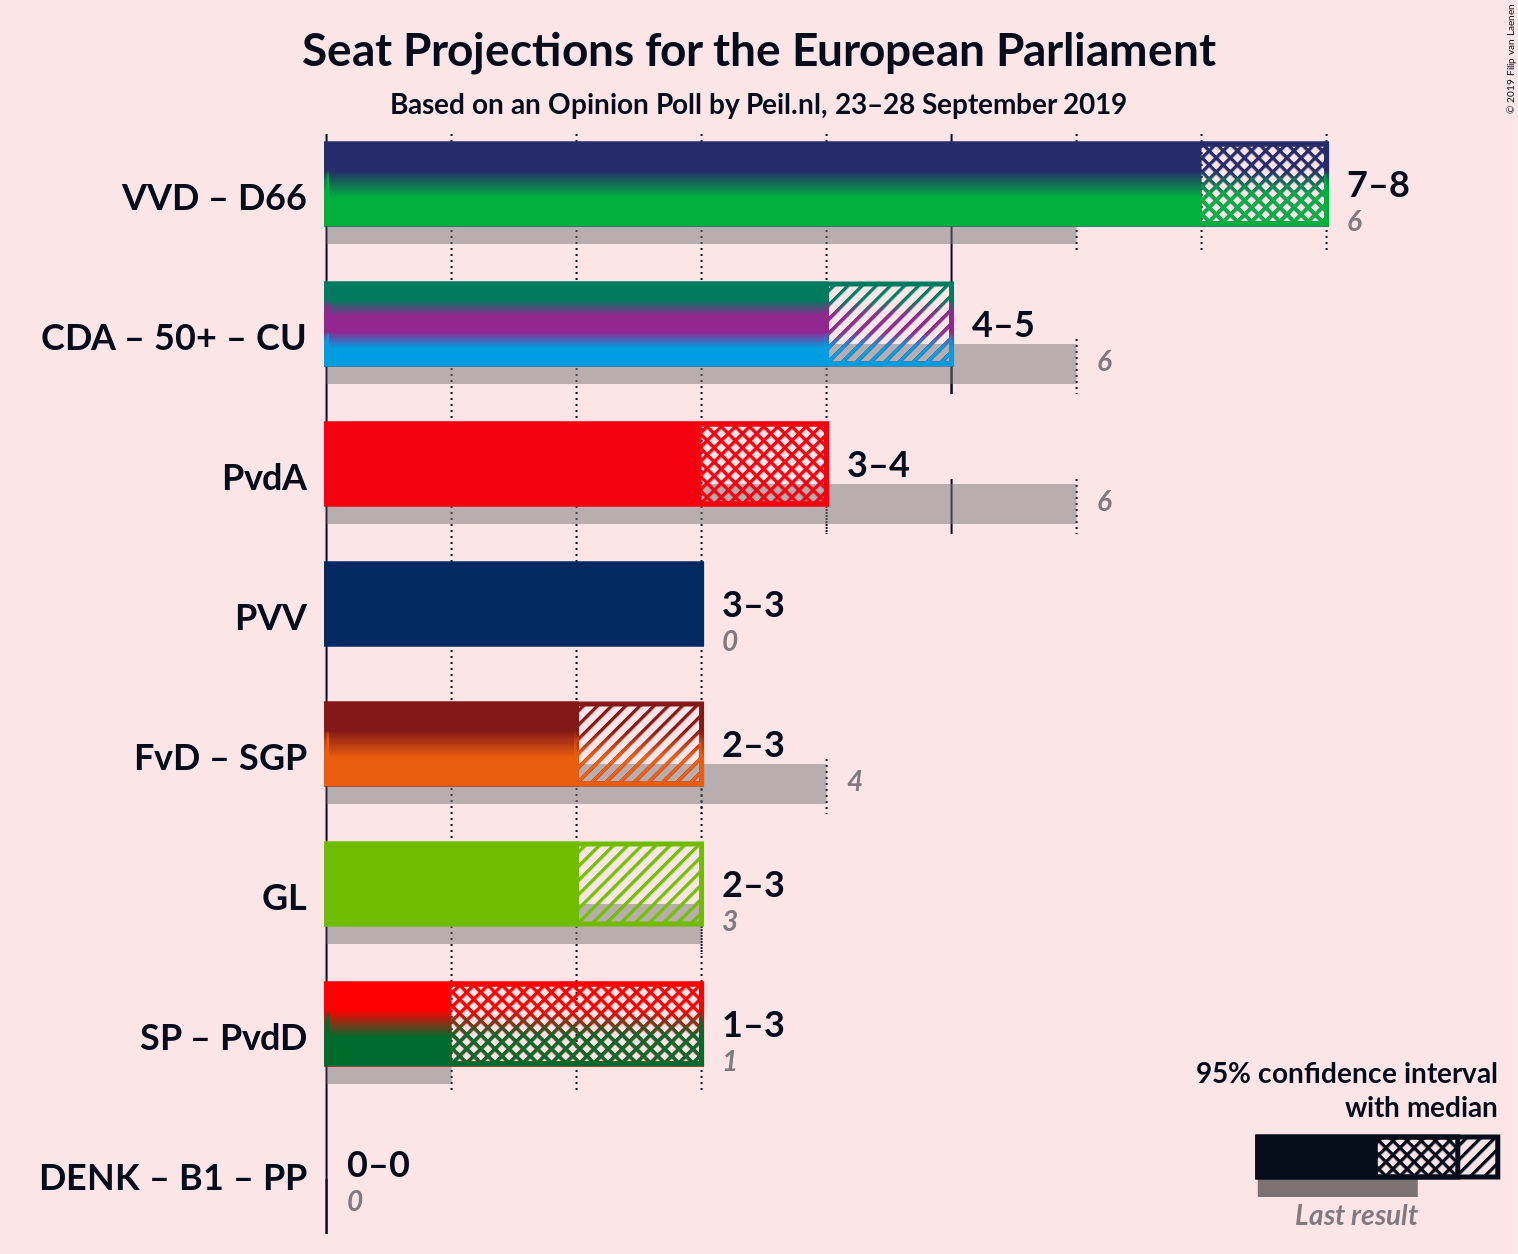 Seat Projections for the European Parliament
Based on an Opinion Poll by Peil.nl, 23–28 September 2019
© 2019 Filip van Laenen
VVD – D66
7–8
6
CDA – 50+ – CU
4–5
6
PvdA
3–4
6
PVV
3–3
0
FvD – SGP
2–3
4
GL
2–3
3
SP – PvdD
1–3
1
DENK – B1 – PP
0–0
0
95% confidence interval
with median
Last result